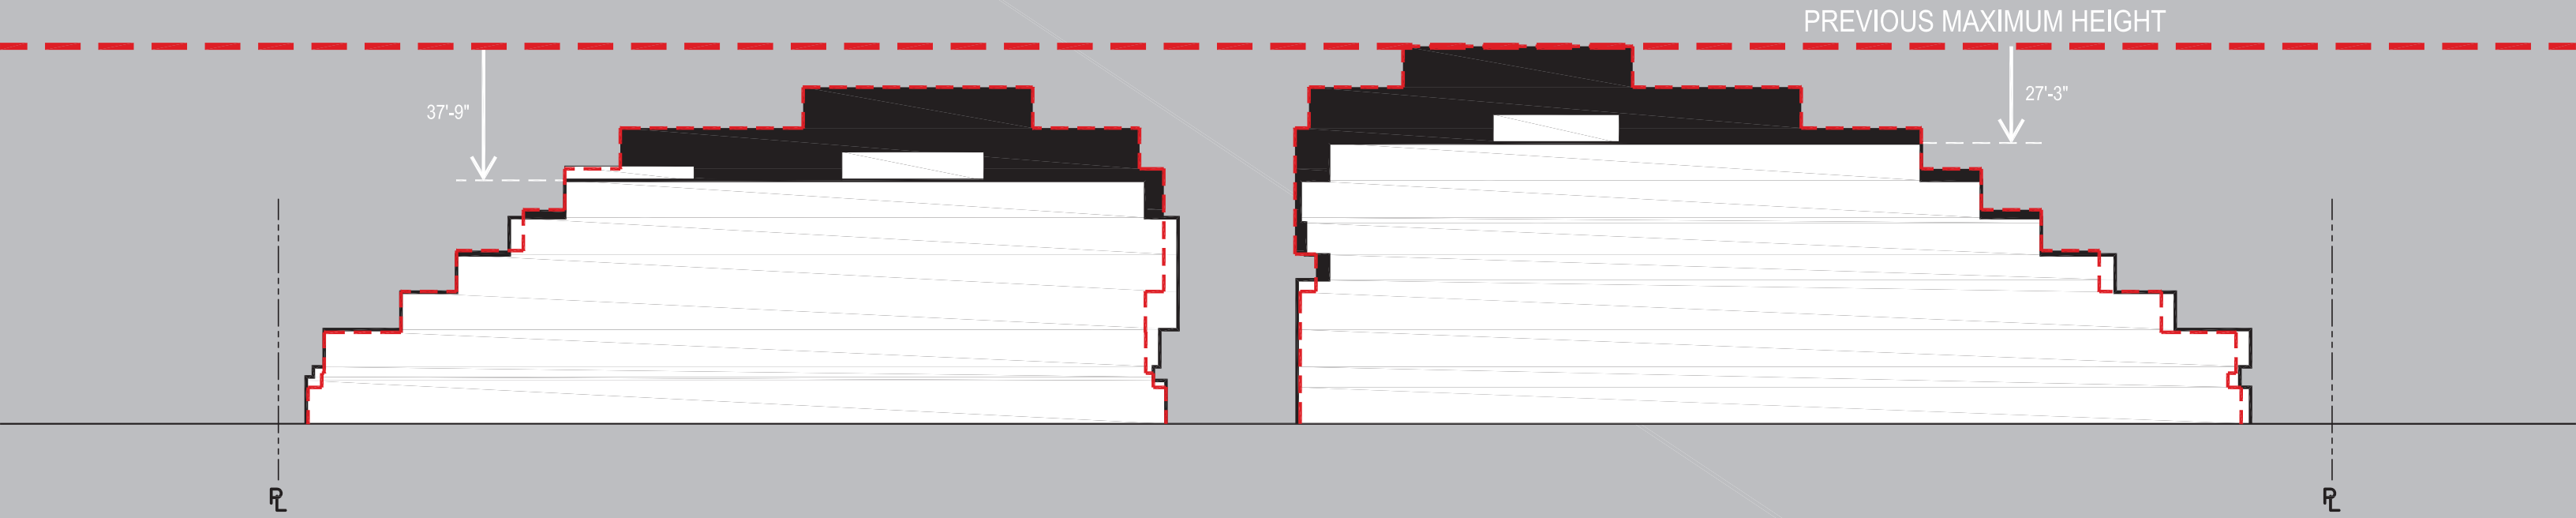 PREVIOUS MAXIMUM HEIGHT
37'-9"
27'-3"
PL
PL